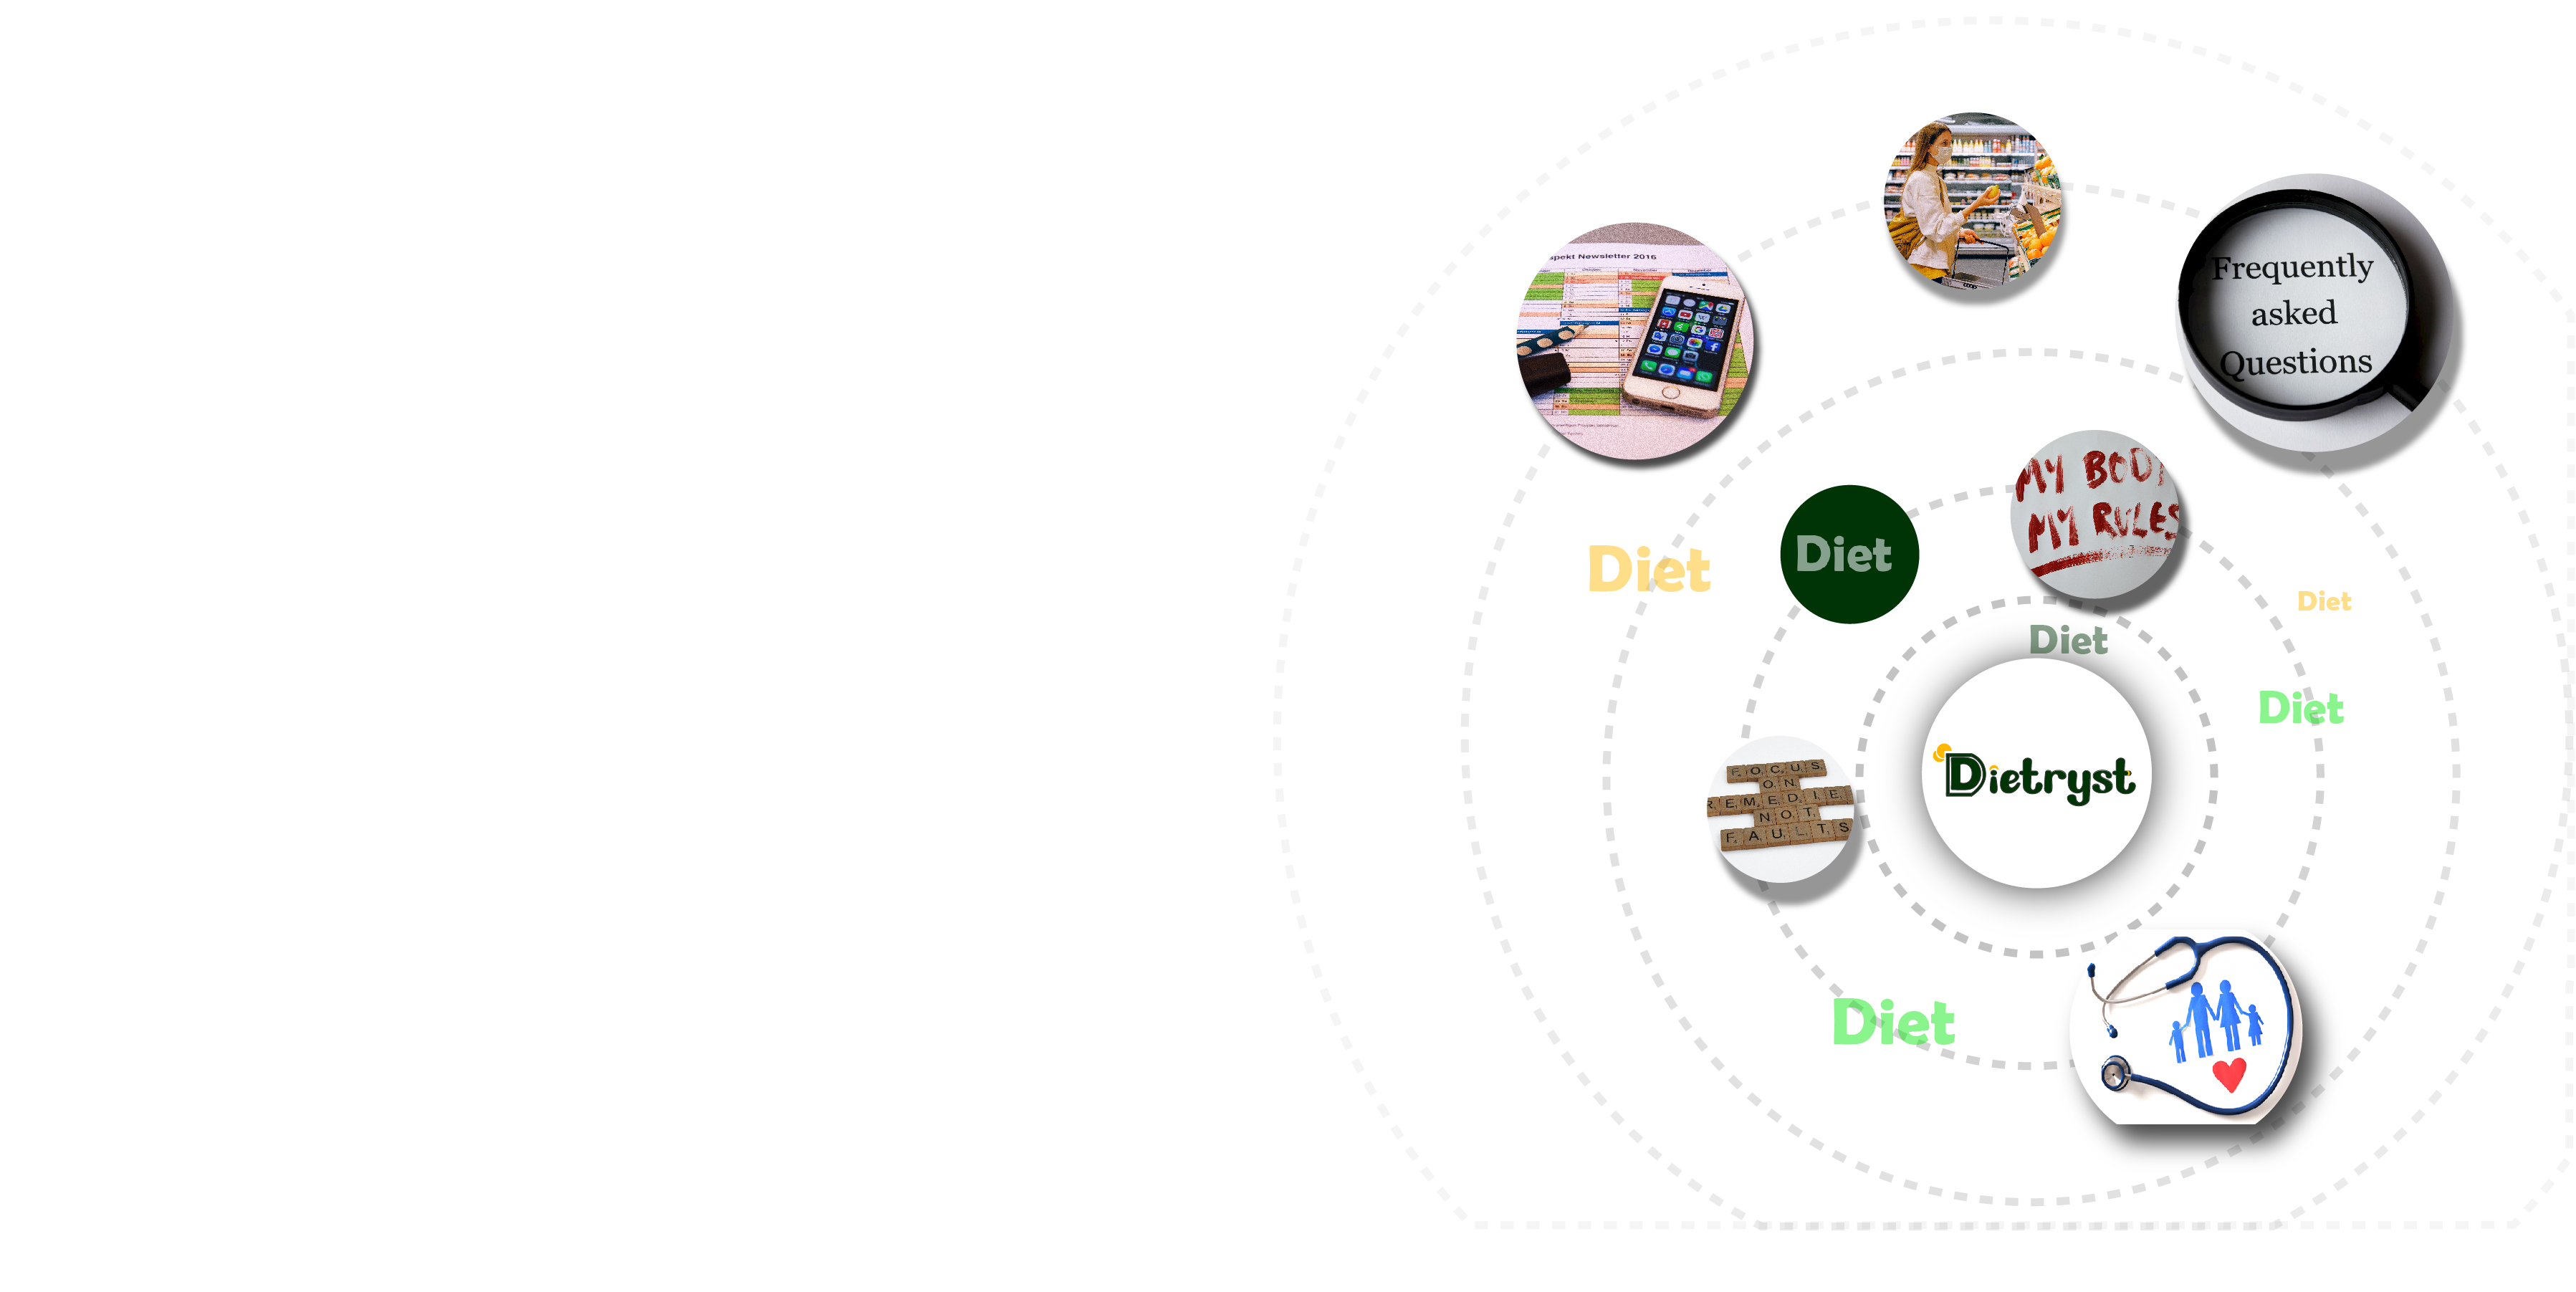 spekt Newsletter 2016
Frequently
asked
Questions
MY BODY
MY RULES
Diet
Diet
Diet
Diet
Diet
Dietryst
FOCUS
ON
REMEDIE
NOT
FAULTS
Diet